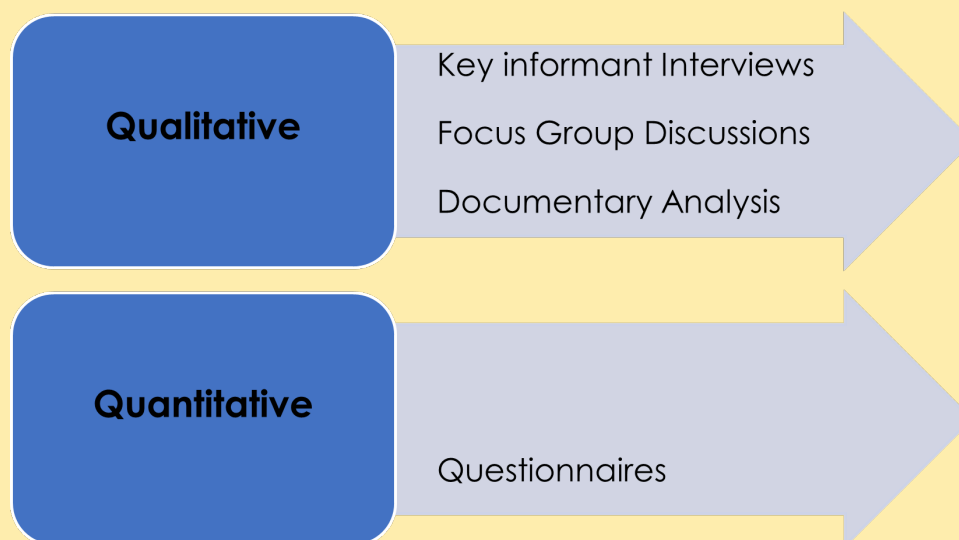 Qualitative
Key informant Interviews
Focus Group Discussions
Documentary Analysis
Quantitative
Questionnaires